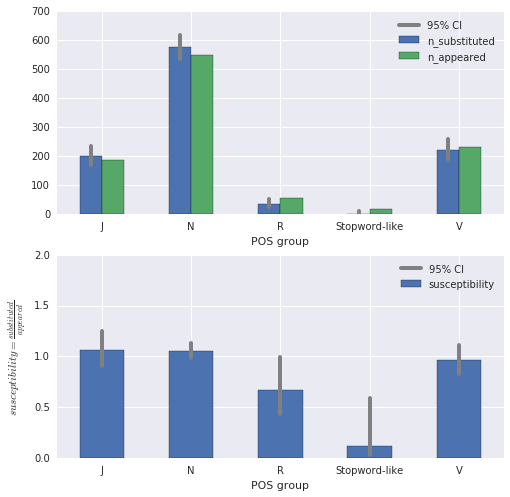 700
600
500
400
300
200
100
0
95% CI
n_substituted
n_appeared
J N R Stopword-like V
POS group
2.0
1.5
1.0
0.5
0.0
susceptibility = substituted/appeared
95% CI
susceptibility
J N R Stopword-like V
POS group